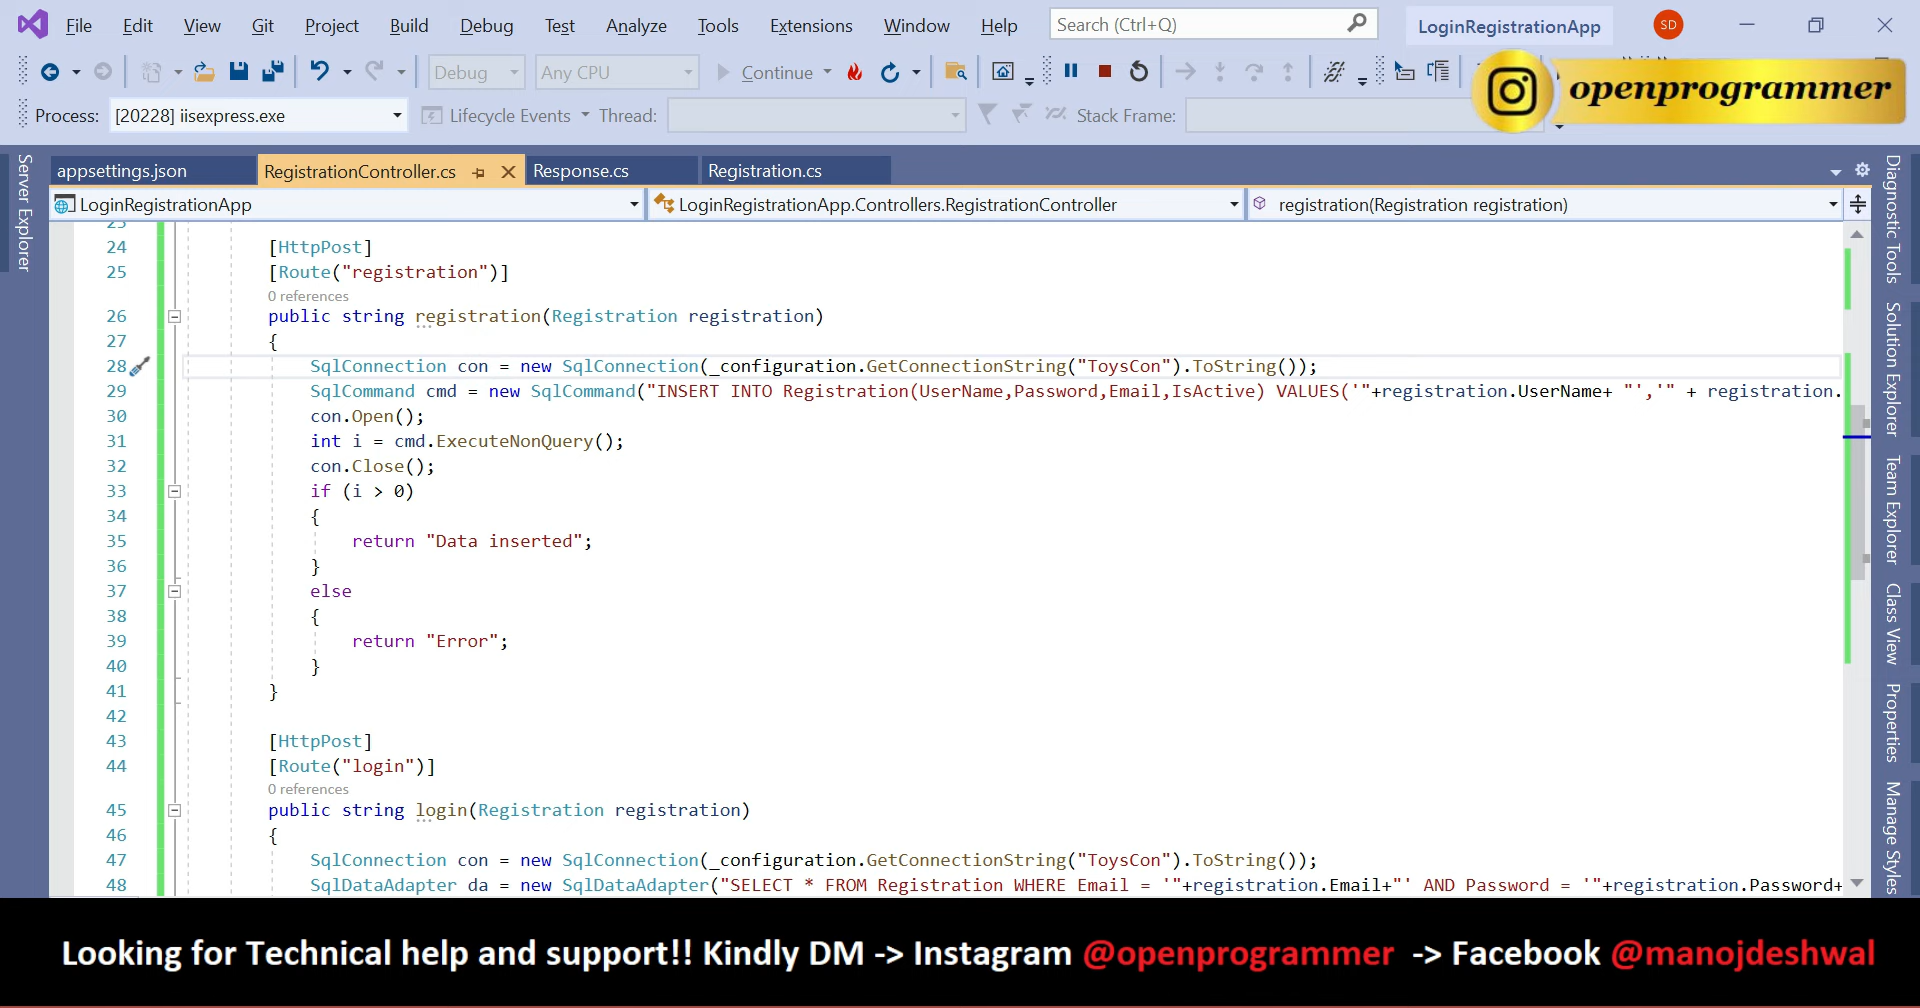 File Edit View Git Project Build Debug Test Analyze Tools Extensions Window Help Search (Ctrl+Q) LoginRegistrationApp SD
Debug Any CPU Continue
openprogrammer
Process: [20228] iisexpress.exe Lifecycle Events Thread: Stack Frame:
appsettings.json RegistrationController.cs Response.cs Registration.cs
LoginRegistrationApp LoginRegistrationApp.Controllers.RegistrationController registration(Registration registration)
Server Explorer
23
24 [HttpPost]
25 [Route("registration")]
0 references
26 public string registration(Registration registration)
27 {
28 SqlConnection con = new SqlConnection(_configuration.GetConnectionString("ToysCon").ToString());
29 SqlCommand cmd = new SqlCommand("INSERT INTO Registration(UserName,Password,Email,IsActive) VALUES('"+registration.UserName+ "','" + registration.
30 con.Open();
31 int i = cmd.ExecuteNonQuery();
32 con.Close();
33 if (i > 0)
34 {
35 return "Data inserted";
36 }
37 else
38 {
39 return "Error";
40 }
41 }
42
43 [HttpPost]
44 [Route("login")]
0 references
45 public string login(Registration registration)
46 {
47 SqlConnection con = new SqlConnection(_configuration.GetConnectionString("ToysCon").ToString());
48 SqlDataAdapter da = new SqlDataAdapter("SELECT * FROM Registration WHERE Email = '"+registration.Email+"' AND Password = '"+registration.Password+
Diagnostic Tools
Solution Explorer
Team Explorer
Class View
Properties
Manage Styles
Looking for Technical help and support!! Kindly DM -> Instagram @openprogrammer -> Facebook @manojdeshwal